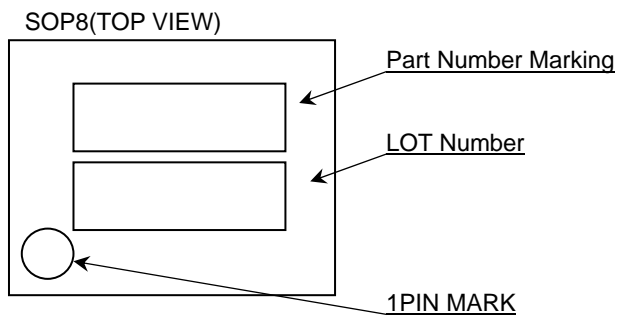 SOP8(TOP VIEW)
Part Number Marking
LOT Number
1PIN MARK